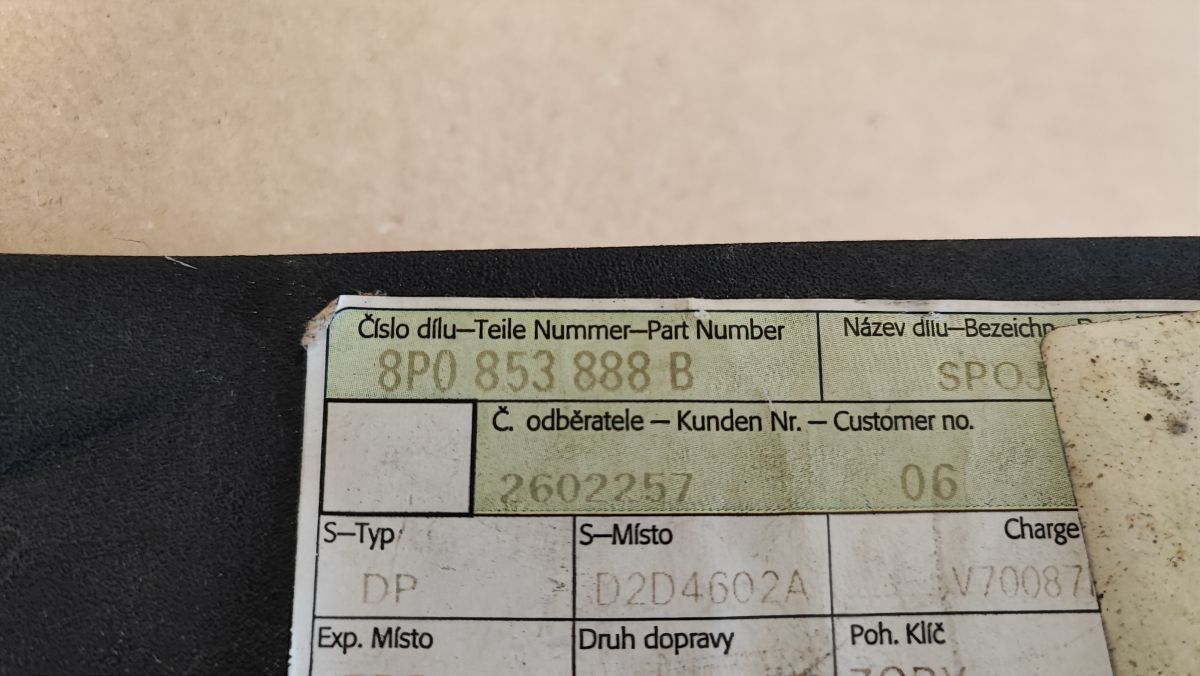 Číslo dílu–Teile Nummer–Part Number
8P0 853 888 B
Název dílu–Bezeichn
SPOJ
Č. odběratele – Kunden Nr. – Customer no.
2602257 06
S–Typ
DP
S–Místo
D2D4602A
Charge
V70087
Exp. Místo
Druh dopravy
Poh. Klíč